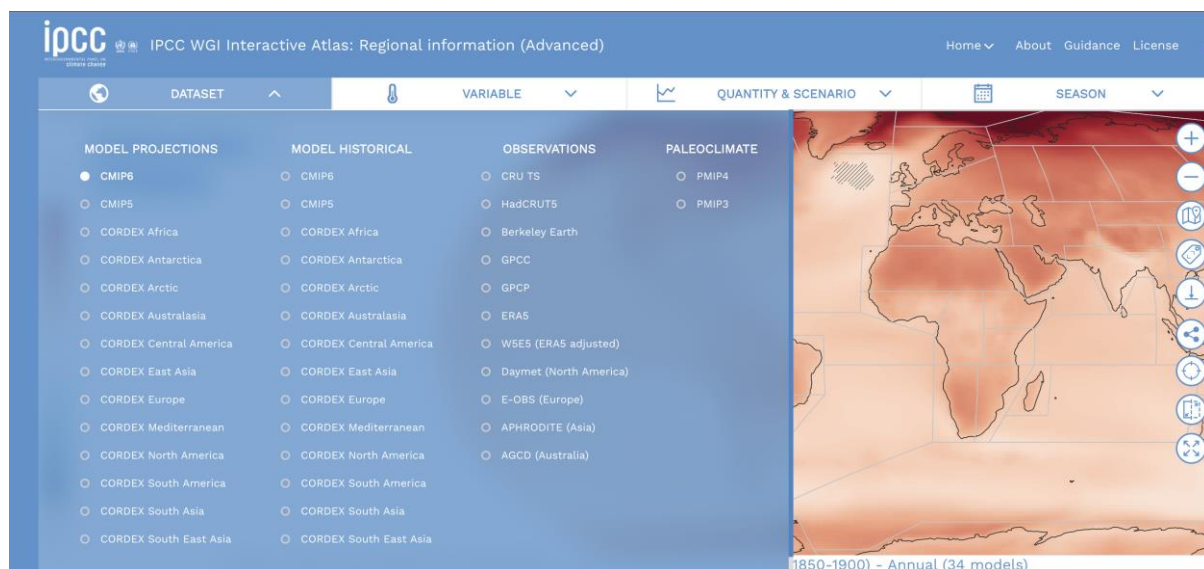 ipcc
INTERGOVERNMENTAL PANEL ON
climate change
IPCC WGI Interactive Atlas: Regional information (Advanced)
Home About Guidance License
DATASET VARIABLE QUANTITY & SCENARIO SEASON
MODEL PROJECTIONS
CMIP6
CMIP5
CORDEX Africa
CORDEX Antarctica
CORDEX Arctic
CORDEX Australasia
CORDEX Central America
CORDEX East Asia
CORDEX Europe
CORDEX Mediterranean
CORDEX North America
CORDEX South America
CORDEX South Asia
CORDEX South East Asia
MODEL HISTORICAL
CMIP6
CMIP5
CORDEX Africa
CORDEX Antarctica
CORDEX Arctic
CORDEX Australasia
CORDEX Central America
CORDEX East Asia
CORDEX Europe
CORDEX Mediterranean
CORDEX North America
CORDEX South America
CORDEX South Asia
CORDEX South East Asia
OBSERVATIONS
CRU TS
HadCRUT5
Berkeley Earth
GPCC
GPCP
ERA5
W5E5 (ERA5 adjusted)
Daymet (North America)
E-OBS (Europe)
APHRODITE (Asia)
AGCD (Australia)
PALEOCLIMATE
PMIP4
PMIP3
1850-1900) - Annual (34 models)